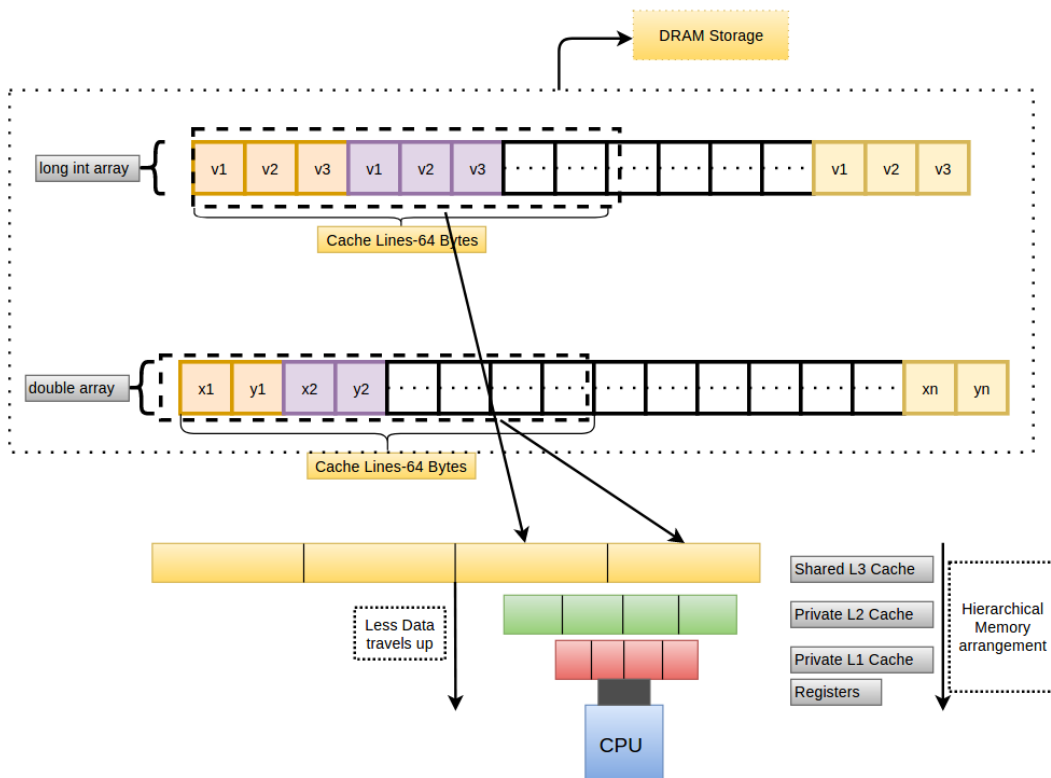 DRAM Storage
long int array
v1 v2 v3 v1 v2 v3 v1 v2 v3
Cache Lines-64 Bytes
double array
x1 y1 x2 y2 xn yn
Cache Lines-64 Bytes
Shared L3 Cache
Less Data
travels up
Private L2 Cache
Hierarchical
Memory
arrangement
Private L1 Cache
Registers
CPU